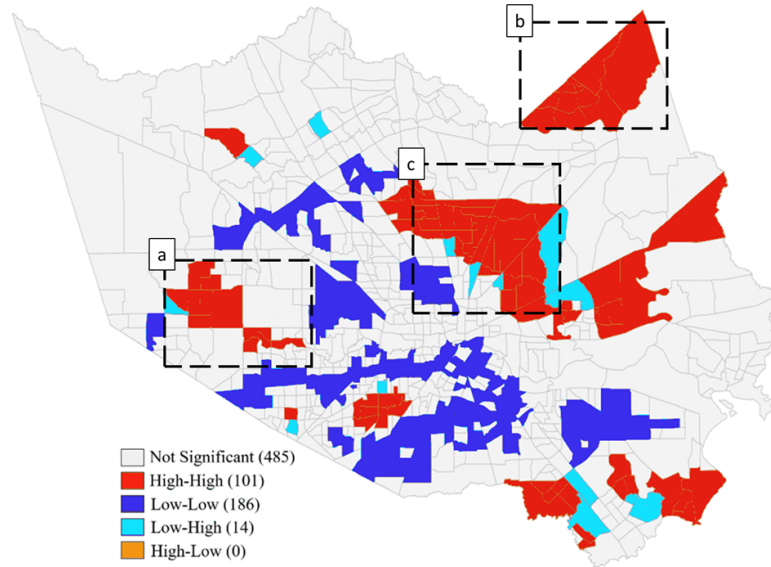 b
c
a
Not Significant (485)
High-High (101)
Low-Low (186)
Low-High (14)
High-Low (0)